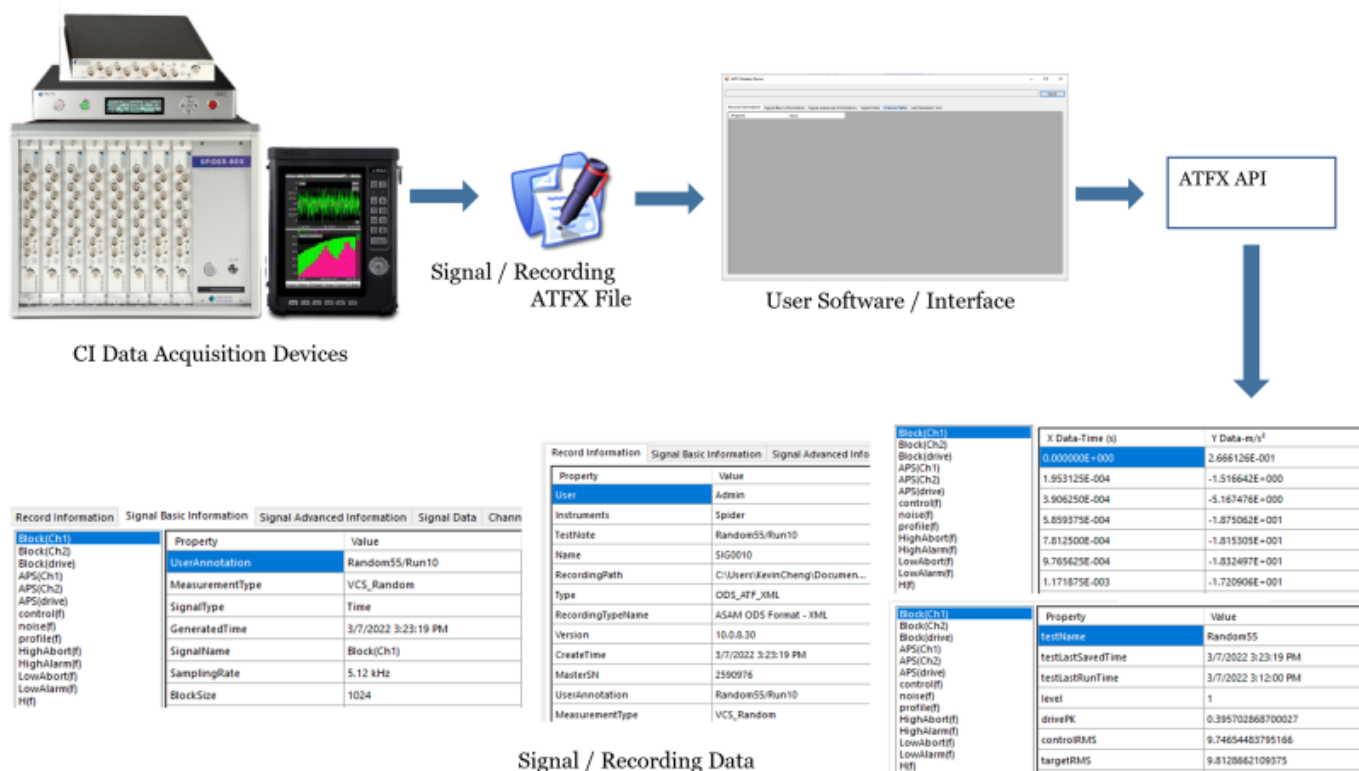 SPIDER-80X
Signal / Recording
ATFX File
User Software / Interface
ATFX API
CI Data Acquisition Devices
Record Information Signal Basic Information Signal Advanced Information Signal Data Chann
Block(Ch1)
Block(Ch2)
Block(drive)
APS(Ch1)
APS(Ch2)
APS(drive)
control(f)
noise(f)
profile(f)
HighAbort(f)
HighAlarm(f)
LowAbort(f)
LowAlarm(f)
H(f)
Property Value
UserAnnotation Random55/Run10
MeasurementType VCS_Random
SignalType Time
GeneratedTime 3/7/2022 3:23:19 PM
SignalName Block(Ch1)
SamplingRate 5.12 kHz
BlockSize 1024
Record Information Signal Basic Information Signal Advanced Info
Property Value
User Admin
Instruments Spider
TestNote Random55/Run10
Name SIG0010
RecordingPath C:\Users\KevinCheng\Documen...
Type ODS_ATF_XML
RecordingTypeName ASAM ODS Format - XML
Version 10.0.8.30
CreateTime 3/7/2022 3:23:19 PM
MasterSN 2590976
UserAnnotation Random55/Run10
MeasurementType VCS_Random
Block(Ch1)
Block(Ch2)
Block(drive)
APS(Ch1)
APS(Ch2)
APS(drive)
control(f)
noise(f)
profile(f)
HighAbort(f)
HighAlarm(f)
LowAbort(f)
LowAlarm(f)
H(f)
X Data-Time (s) Y Data-m/s²
0.000000E+000 2.666126E-001
1.953125E-004 -1.516642E+000
3.906250E-004 -5.167476E+000
5.859375E-004 -1.875062E+001
7.812500E-004 -1.815305E+001
9.765625E-004 -1.832497E+001
1.171875E-003 -1.720906E+001
Block(Ch1)
Block(Ch2)
Block(drive)
APS(Ch1)
APS(Ch2)
APS(drive)
control(f)
noise(f)
profile(f)
HighAbort(f)
HighAlarm(f)
LowAbort(f)
LowAlarm(f)
H(f)
Property Value
testName Random55
testLastSavedTime 3/7/2022 3:23:19 PM
testLastRunTime 3/7/2022 3:12:00 PM
level 1
drivePK 0.395702868700027
controlRMS 9.74654483795166
targetRMS 9.8128662109375
Signal / Recording Data